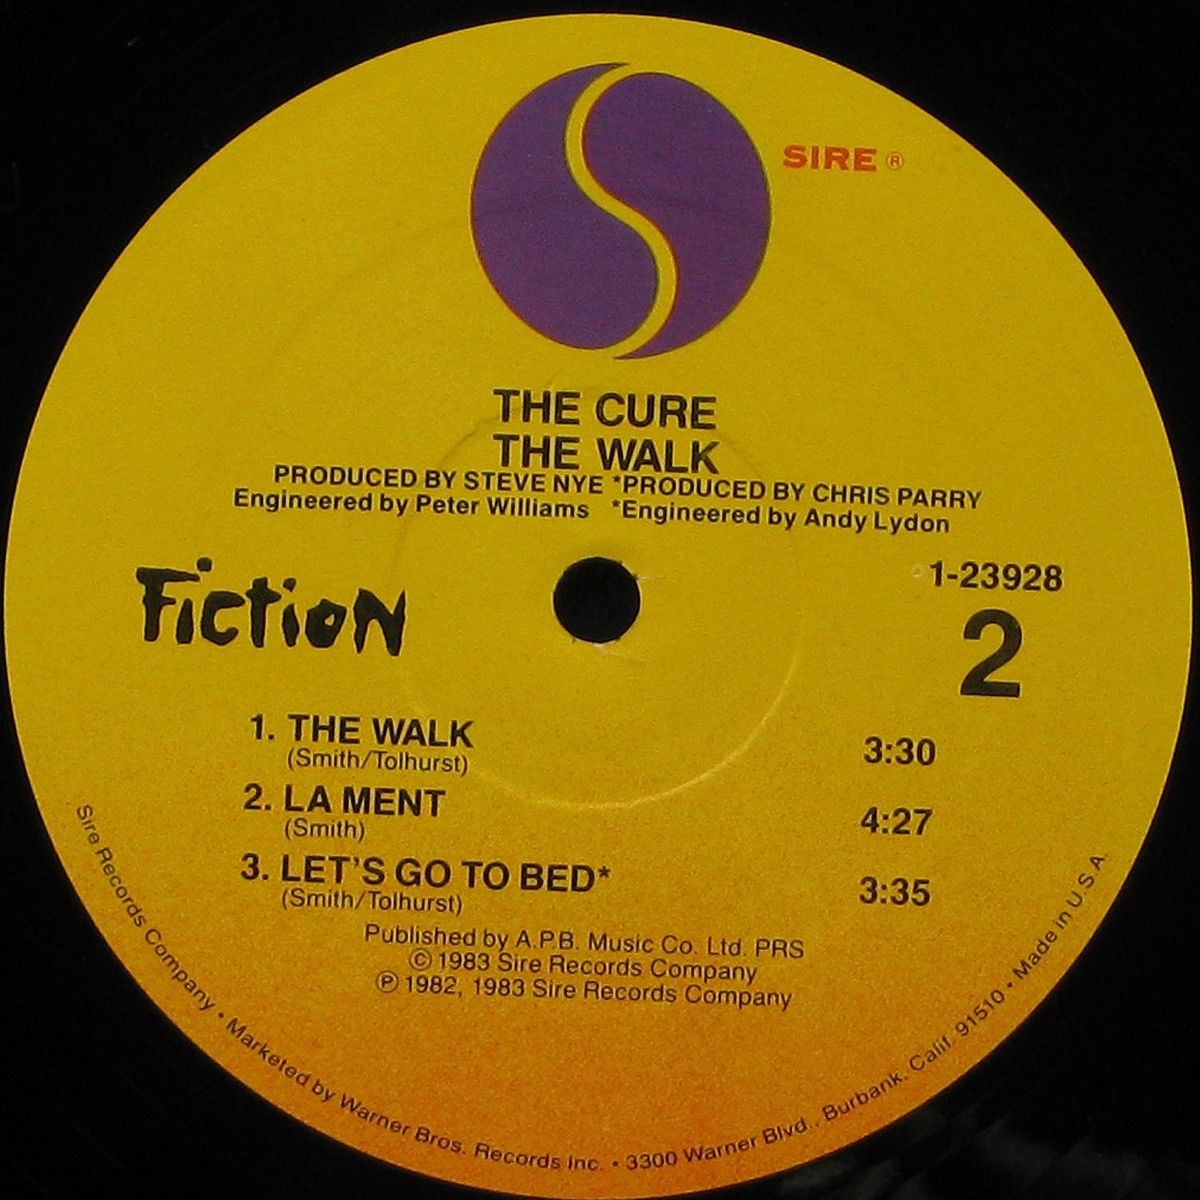 SIRE ®
THE CURE
THE WALK
PRODUCED BY STEVE NYE *PRODUCED BY CHRIS PARRY
Engineered by Peter Williams *Engineered by Andy Lydon
Fiction
1-23928
2
1. THE WALK 3:30
(Smith/Tolhurst)
2. LA MENT 4:27
(Smith)
3. LET'S GO TO BED* 3:35
(Smith/Tolhurst)
Published by A.P.B. Music Co. Ltd. PRS
© 1983 Sire Records Company
℗ 1982, 1983 Sire Records Company
Sire Records Company • Marketed by Warner Bros. Records Inc. • 3300 Warner Blvd., Burbank, Calif. 91510 • Made in U.S.A.